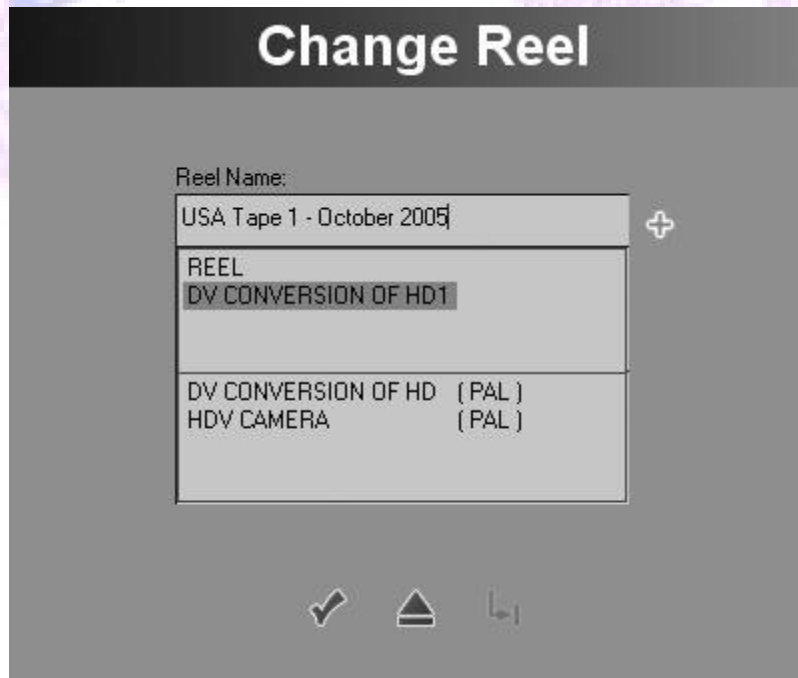 Change Reel
Reel Name:
USA Tape 1 - October 2005
REEL
DV CONVERSION OF HD1
DV CONVERSION OF HD ( PAL )
HDV CAMERA ( PAL )